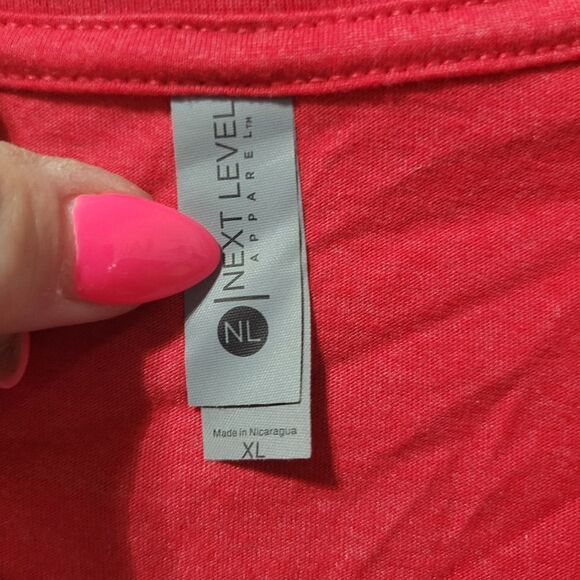 NEXT LEVEL
APPAREL™
NL
Made in Nicaragua
XL